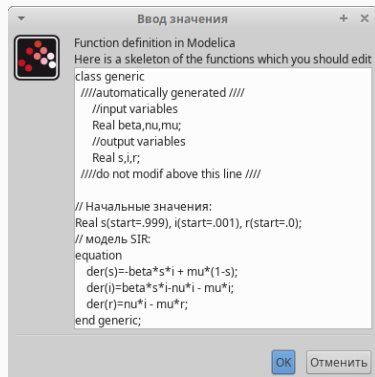 Ввод значения
Function definition in Modelica
Here is a skeleton of the functions which you should edit
class generic
////automatically generated ////
//input variables
Real beta,nu,mu;
//output variables
Real s,i,r;
////do not modif above this line ////
// Начальные значения:
Real s(start=.999), i(start=.001), r(start=.0);
// модель SIR:
equation
der(s)=-beta*s*i + mu*(1-s);
der(i)=beta*s*i-nu*i - mu*i;
der(r)=nu*i - mu*r;
end generic;
OK Отменить